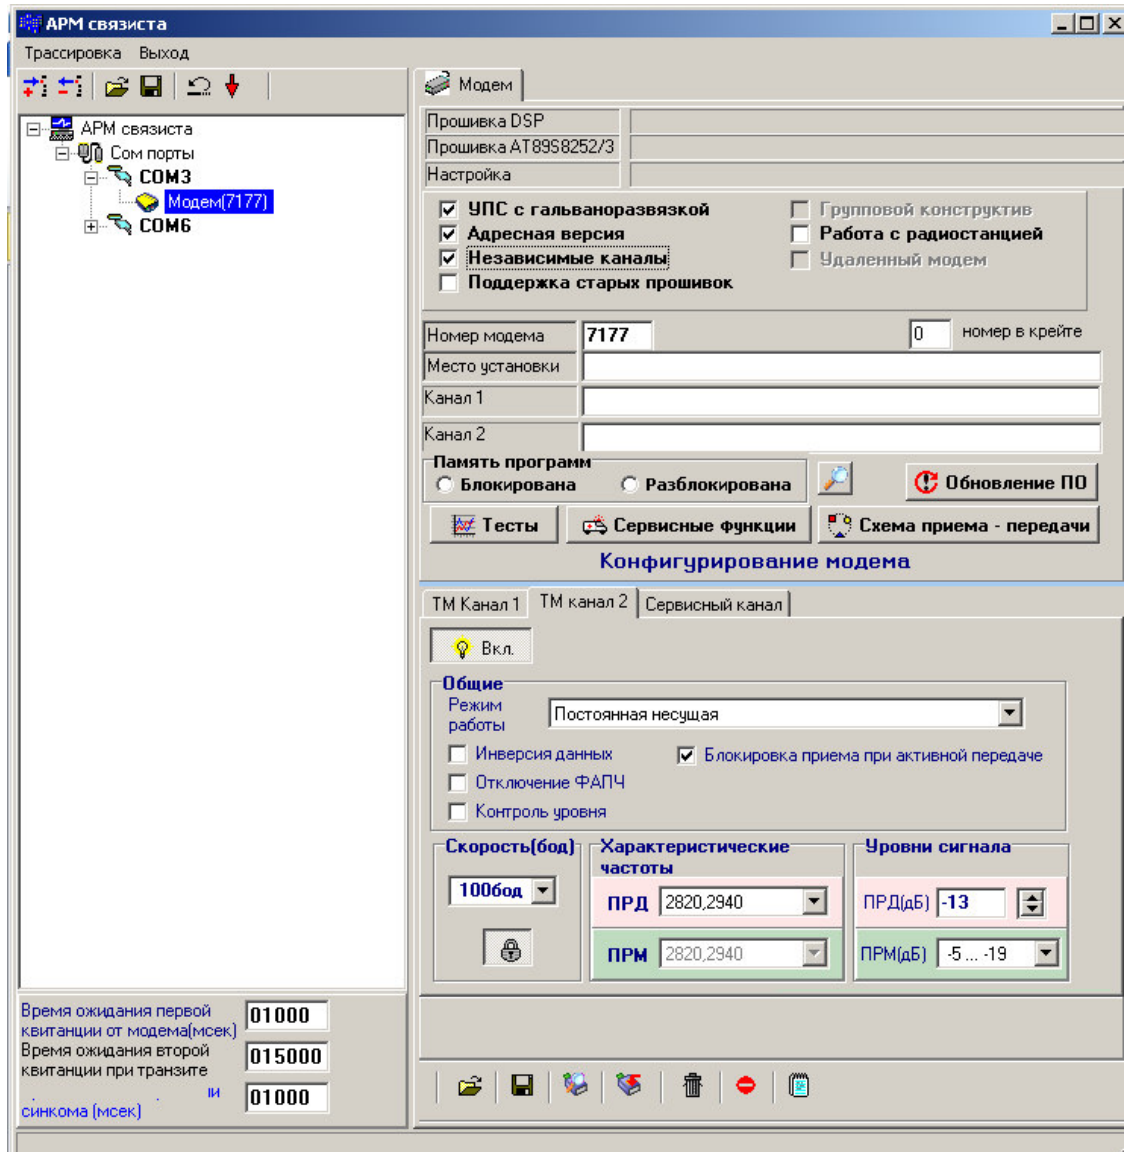 АРМ связиста
Трассировка Выход
АРМ связиста
Сом порты
COM3
Модем(7177)
COM6
Время ожидания первой
квитанции от модема(мсек)
01000
Время ожидания второй
квитанции при транзите
015000
ии
синкома (мсек)
01000
Модем
Прошивка DSP
Прошивка AT89S8252/3
Настройка
УПС с гальваноразвязкой
Групповой конструктив
Адресная версия
Работа с радиостанцией
Независимые каналы
Удаленный модем
Поддержка старых прошивок
Номер модема 7177 0 номер в крейте
Место установки
Канал 1
Канал 2
Память программ
Блокирована Разблокирована
Обновление ПО
Тесты Сервисные функции Схема приема - передачи
Конфигурирование модема
ТМ Канал 1 ТМ канал 2 Сервисный канал
Вкл.
Общие
Режим
работы
Постоянная несущая
Инверсия данных Блокировка приема при активной передаче
Отключение ФАПЧ
Контроль уровня
Скорость(бод)
100бод
Характеристические
частоты
ПРД 2820,2940
ПРМ 2820,2940
Уровни сигнала
ПРД(дБ) -13
ПРМ(дБ) -5 ... -19